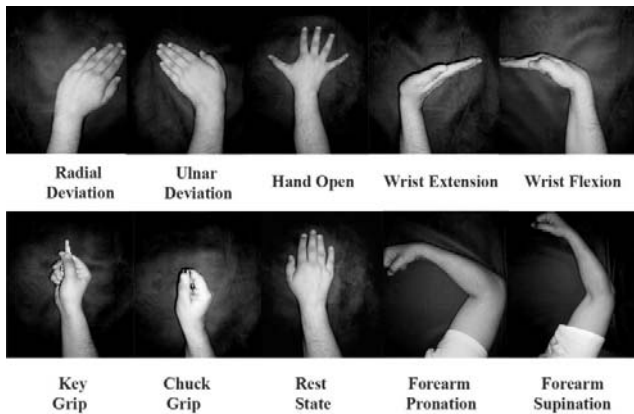 Radial
Deviation
Ulnar
Deviation
Hand Open
Wrist Extension
Wrist Flexion
Key
Grip
Chuck
Grip
Rest
State
Forearm
Pronation
Forearm
Supination